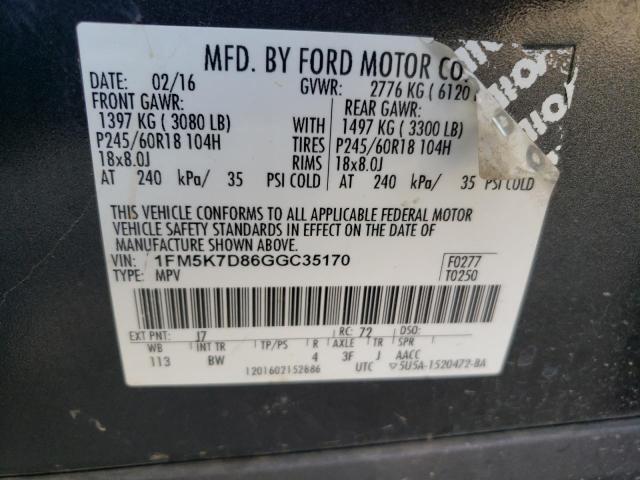 MFD. BY FORD MOTOR CO.
DATE: 02/16 GVWR: 2776 KG ( 6120
FRONT GAWR: REAR GAWR:
1397 KG ( 3080 LB) WITH 1497 KG ( 3300 LB)
P245/60R18 104H TIRES P245/60R18 104H
18x8.0J RIMS 18x8.0J
AT 240 kPa/ 35 PSI COLD AT 240 kPa/ 35 PSI COLD
THIS VEHICLE CONFORMS TO ALL APPLICABLE FEDERAL MOTOR
VEHICLE SAFETY STANDARDS IN EFFECT ON THE DATE OF
MANUFACTURE SHOWN ABOVE.
VIN: 1FM5K7D86GGC35170 F0277
TYPE: MPV T0250
EXT PNT: J7 RC: 72 DSO:
WB INT TR TP/PS R AXLE TR SPR
113 BW 4 3F J AACC
1201602152686 UTC ▽5U5A-1520472-BA